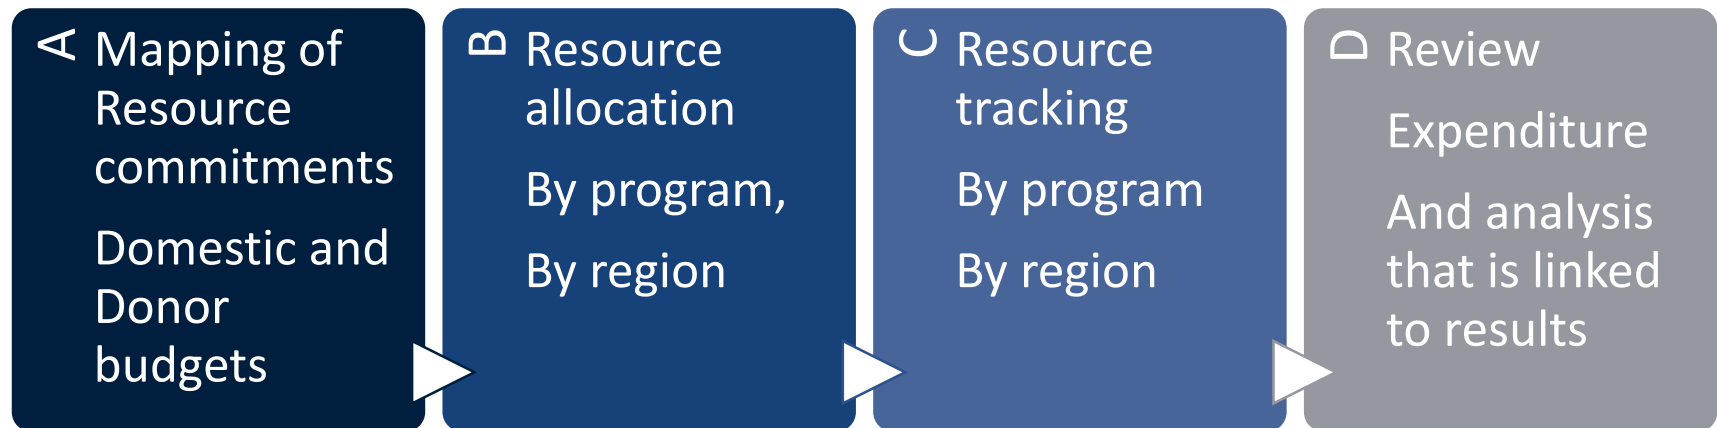 A
Mapping of
Resource
commitments
Domestic and
Donor
budgets
B
Resource
allocation
By program,
By region
C
Resource
tracking
By program
By region
D
Review
Expenditure
And analysis
that is linked
to results